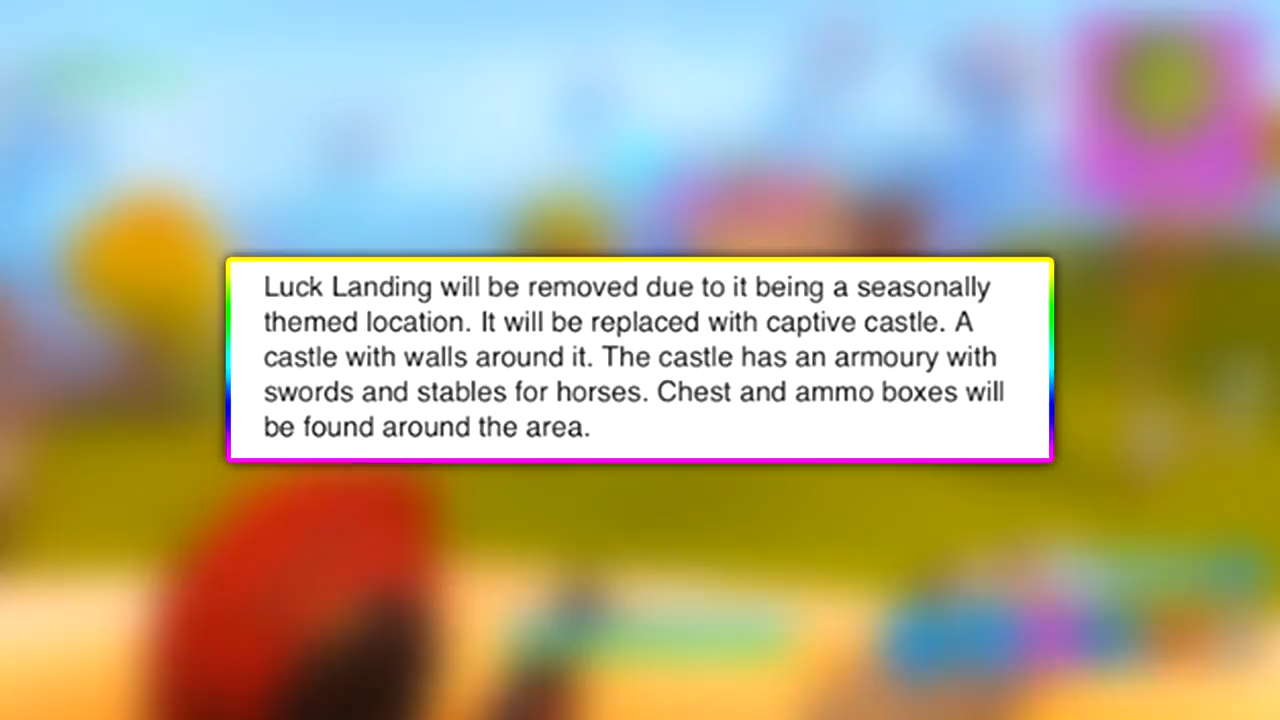 Luck Landing will be removed due to it being a seasonally
themed location. It will be replaced with captive castle. A
castle with walls around it. The castle has an armoury with
swords and stables for horses. Chest and ammo boxes will
be found around the area.